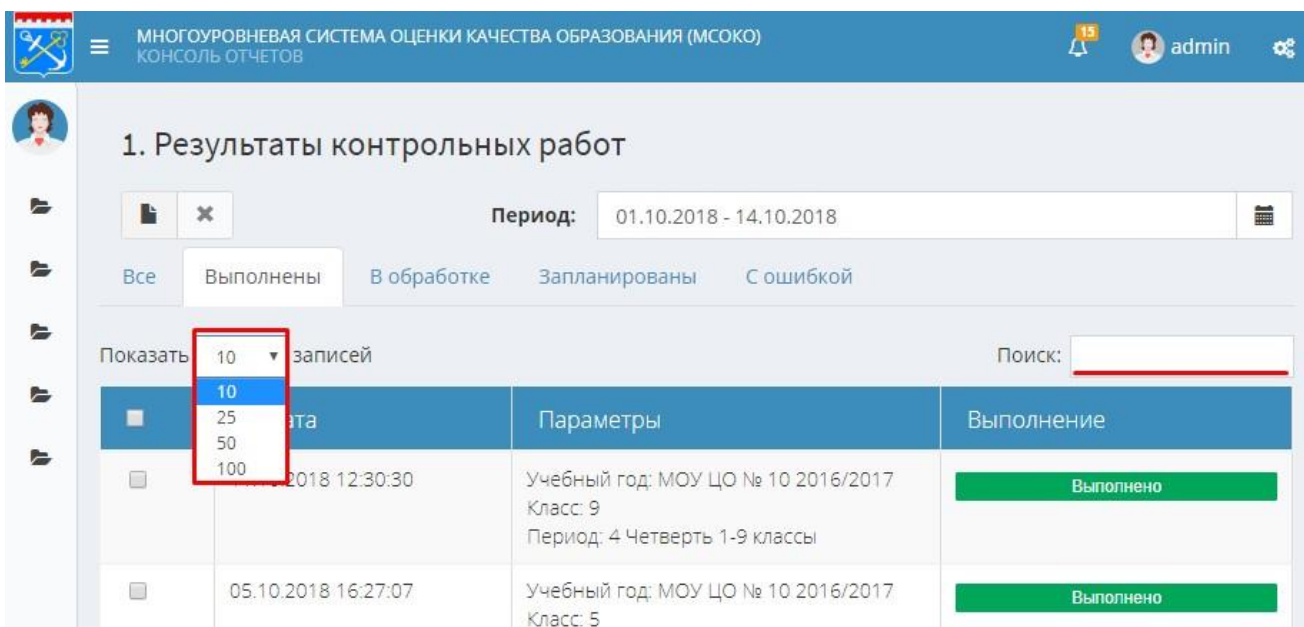 МНОГОУРОВНЕВАЯ СИСТЕМА ОЦЕНКИ КАЧЕСТВА ОБРАЗОВАНИЯ (МСОКО)
КОНСОЛЬ ОТЧЕТОВ
15
admin
1. Результаты контрольных работ
Период: 01.10.2018 - 14.10.2018
Все Выполнены В обработке Запланированы С ошибкой
Показать 10 записей Поиск:
10
25
50
100
Параметры Выполнение
2018 12:30:30 Учебный год: МОУ ЦО № 10 2016/2017 Выполнено
Класс: 9
Период: 4 Четверть 1-9 классы
05.10.2018 16:27:07 Учебный год: МОУ ЦО № 10 2016/2017 Выполнено
Класс: 5